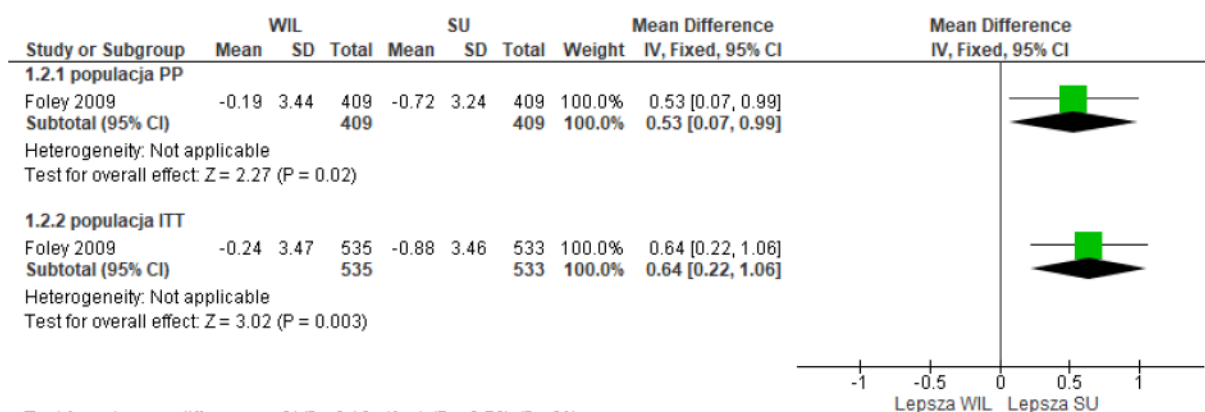 WIL SU Mean Difference Mean Difference
Study or Subgroup Mean SD Total Mean SD Total Weight IV, Fixed, 95% CI IV, Fixed, 95% CI
1.2.1 populacja PP
Foley 2009 -0.19 3.44 409 -0.72 3.24 409 100.0% 0.53 [0.07, 0.99]
Subtotal (95% CI) 409 409 100.0% 0.53 [0.07, 0.99]
Heterogeneity: Not applicable
Test for overall effect: Z = 2.27 (P = 0.02)
1.2.2 populacja ITT
Foley 2009 -0.24 3.47 535 -0.88 3.46 533 100.0% 0.64 [0.22, 1.06]
Subtotal (95% CI) 535 533 100.0% 0.64 [0.22, 1.06]
Heterogeneity: Not applicable
Test for overall effect: Z = 3.02 (P = 0.003)
-1 -0.5 0 0.5 1
Lepsza WIL Lepsza SU